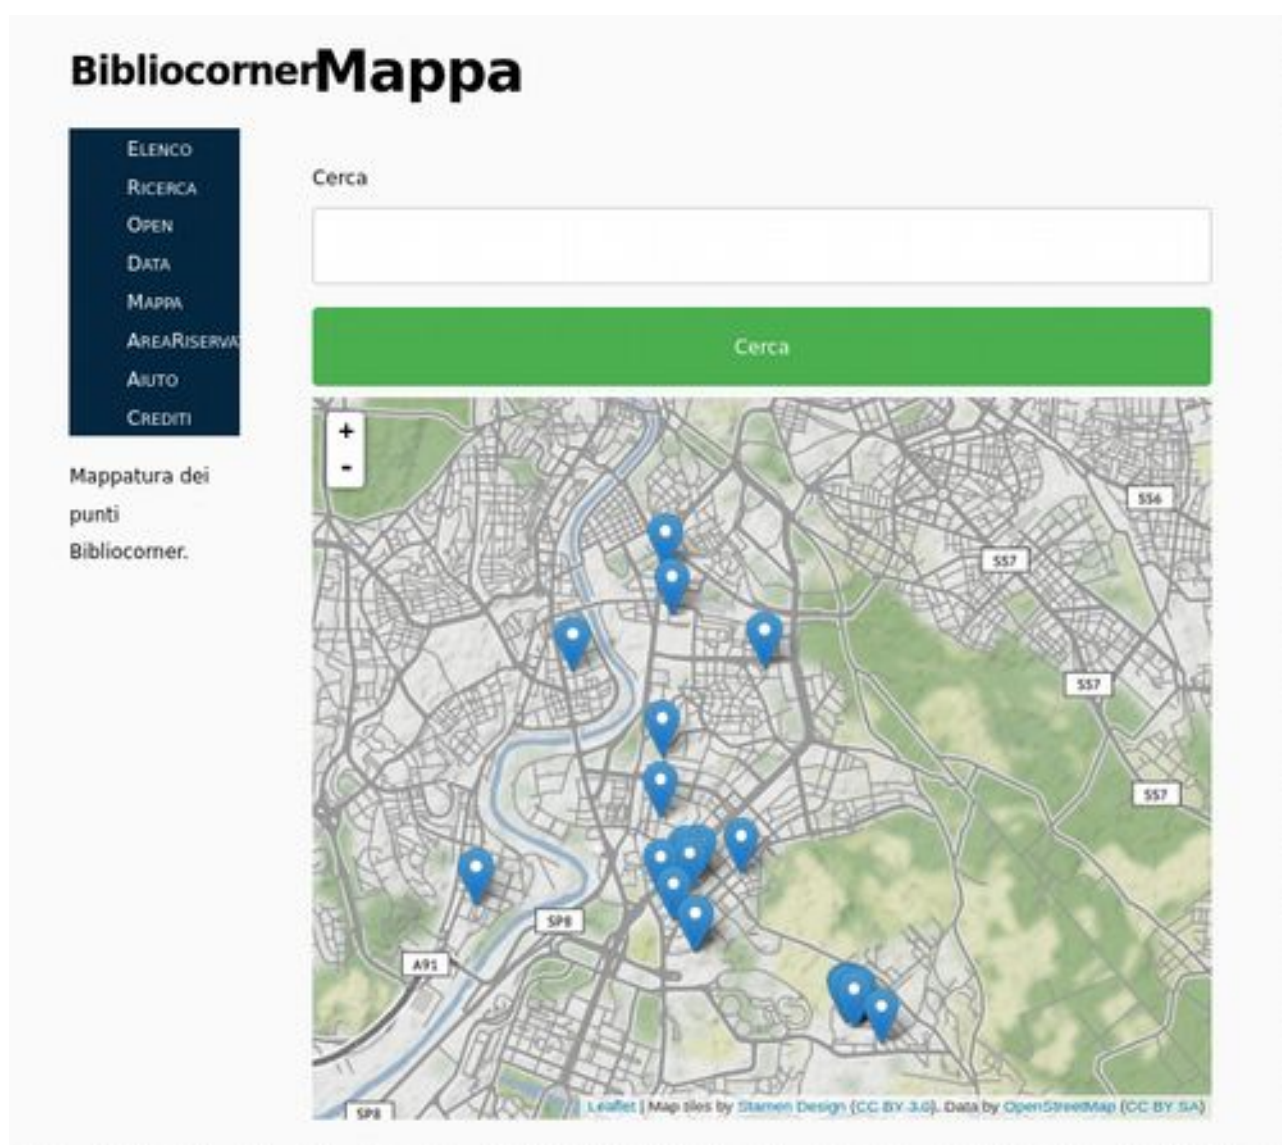 BibliocornerMappa
Elenco
Ricerca
Open
Data
Mappa
AreaRiserva
Aiuto
Crediti
Mappatura dei
punti
Bibliocorner.
Cerca
Cerca
+
-
SS6
SS7
SS7
SS7
SP8
A91
SP8
Leaflet | Map tiles by Stamen Design (CC BY 3.0). Data by OpenStreetMap (CC BY SA)